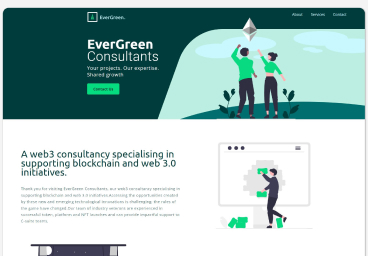 EverGreen.
About Services Contact
EverGreen
Consultants
Your projects. Our expertise.
Shared growth
Contact Us
A web3 consultancy specialising in
supporting blockchain and web 3.0
initiatives.
Thank you for visiting EverGreen Consultants, our web3 consultancy specialising in
supporting Blockchain and web 3.0 initiatives. Accessing the opportunities created
by these new and emerging technological innovations is challenging; the rules of
the game have changed. Our team of industry veterans are experienced in
successful token, platform and NFT launches and can provide impartial support to
C-suite teams.